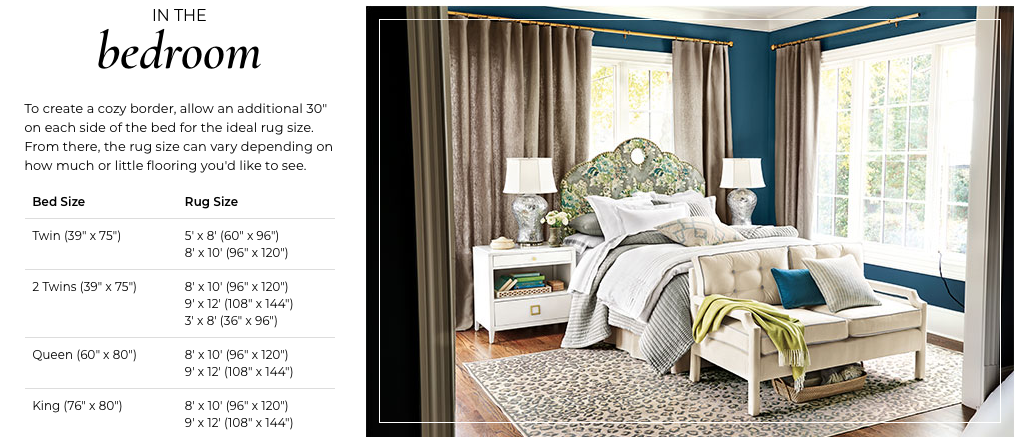 IN THE
bedroom
To create a cozy border, allow an additional 30"
on each side of the bed for the ideal rug size.
From there, the rug size can vary depending on
how much or little flooring you'd like to see.
Bed Size Rug Size
Twin (39" x 75") 5' x 8' (60" x 96")
8' x 10' (96" x 120")
2 Twins (39" x 75") 8' x 10' (96" x 120")
9' x 12' (108" x 144")
3' x 8' (36" x 96")
Queen (60" x 80") 8' x 10' (96" x 120")
9' x 12' (108" x 144")
King (76" x 80") 8' x 10' (96" x 120")
9' x 12' (108" x 144")